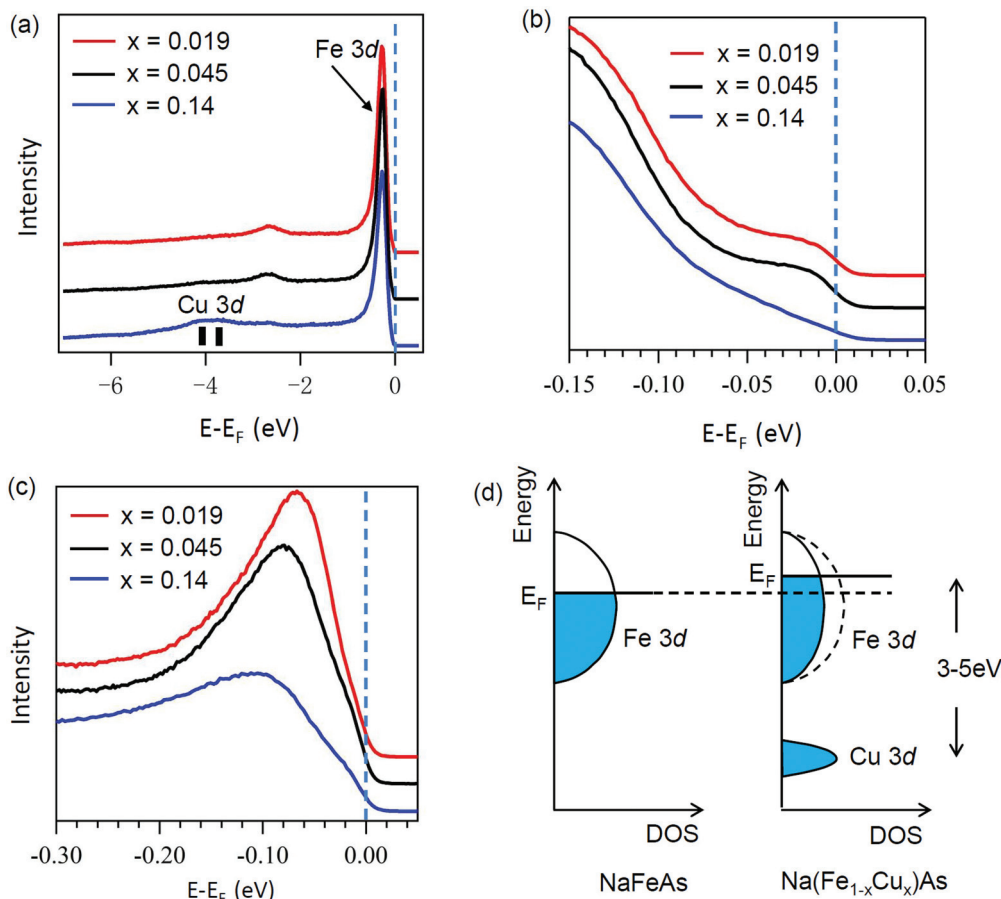 (a)
x = 0.019
x = 0.045
x = 0.14
Fe 3d
Cu 3d
Intensity
-6 -4 -2 0
E-E_F (eV)
(b)
x = 0.019
x = 0.045
x = 0.14
Intensity
-0.15 -0.10 -0.05 0.00 0.05
E-E_F (eV)
(c)
x = 0.019
x = 0.045
x = 0.14
Intensity
-0.30 -0.20 -0.10 0.00
E-E_F (eV)
(d)
Energy
E_F
Fe 3d
DOS
NaFeAs
Energy
E_F
Fe 3d
3-5eV
Cu 3d
DOS
Na(Fe_{1-x}Cu_x)As